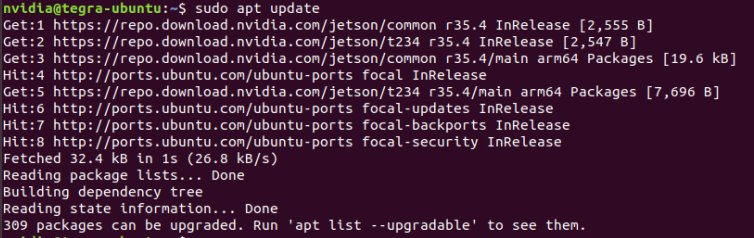 nvidia@tegra-ubuntu:~$ sudo apt update
Get:1 https://repo.download.nvidia.com/jetson/common r35.4 InRelease [2,555 B]
Get:2 https://repo.download.nvidia.com/jetson/t234 r35.4 InRelease [2,547 B]
Get:3 https://repo.download.nvidia.com/jetson/common r35.4/main arm64 Packages [19.6 kB]
Hit:4 http://ports.ubuntu.com/ubuntu-ports focal InRelease
Get:5 https://repo.download.nvidia.com/jetson/t234 r35.4/main arm64 Packages [7,696 B]
Hit:6 http://ports.ubuntu.com/ubuntu-ports focal-updates InRelease
Hit:7 http://ports.ubuntu.com/ubuntu-ports focal-backports InRelease
Hit:8 http://ports.ubuntu.com/ubuntu-ports focal-security InRelease
Fetched 32.4 kB in 1s (26.8 kB/s)
Reading package lists... Done
Building dependency tree
Reading state information... Done
309 packages can be upgraded. Run 'apt list --upgradable' to see them.